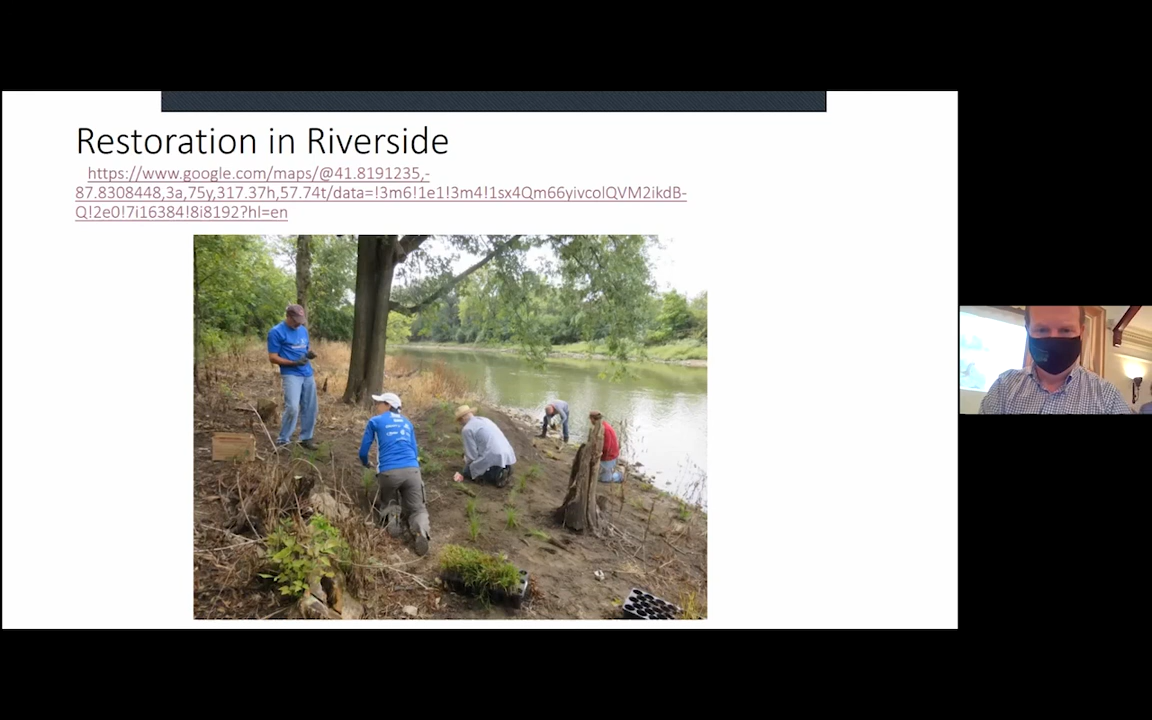 Restoration in Riverside
https://www.google.com/maps/@41.8191235,-
87.8308448,3a,75y,317.37h,57.74t/data=!3m6!1e1!3m4!1sx4Qm66yivcoIQVM2ikdB-
Q!2e0!7i16384!8i8192?hl=en